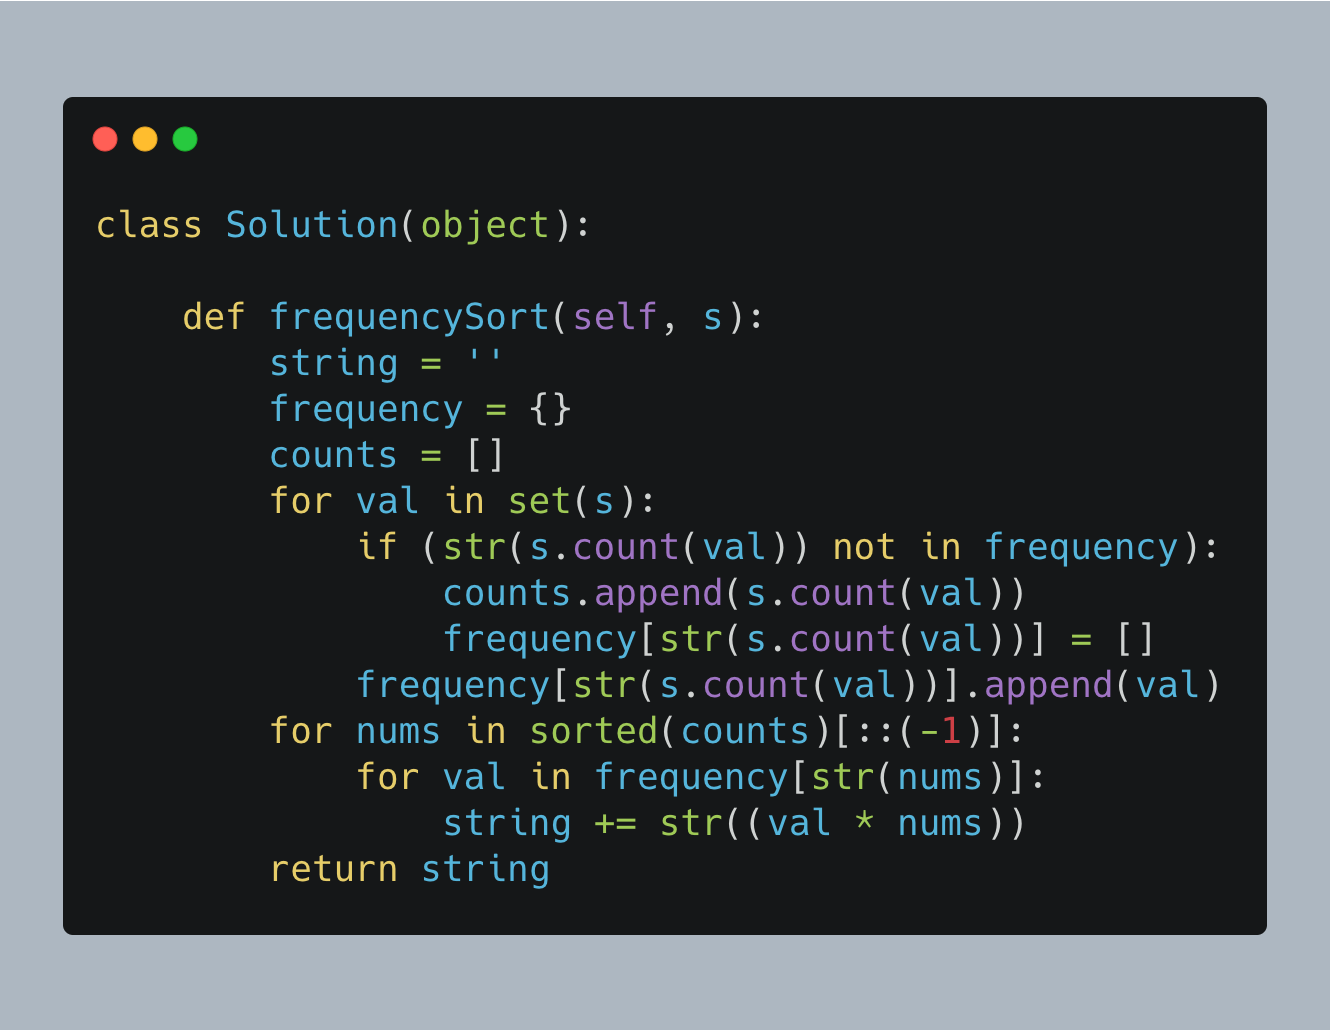 class Solution(object):

    def frequencySort(self, s):
        string = ''
        frequency = {}
        counts = []
        for val in set(s):
            if (str(s.count(val)) not in frequency):
                counts.append(s.count(val))
                frequency[str(s.count(val))] = []
            frequency[str(s.count(val))].append(val)
        for nums in sorted(counts)[::(-1)]:
            for val in frequency[str(nums)]:
                string += str((val * nums))
        return string